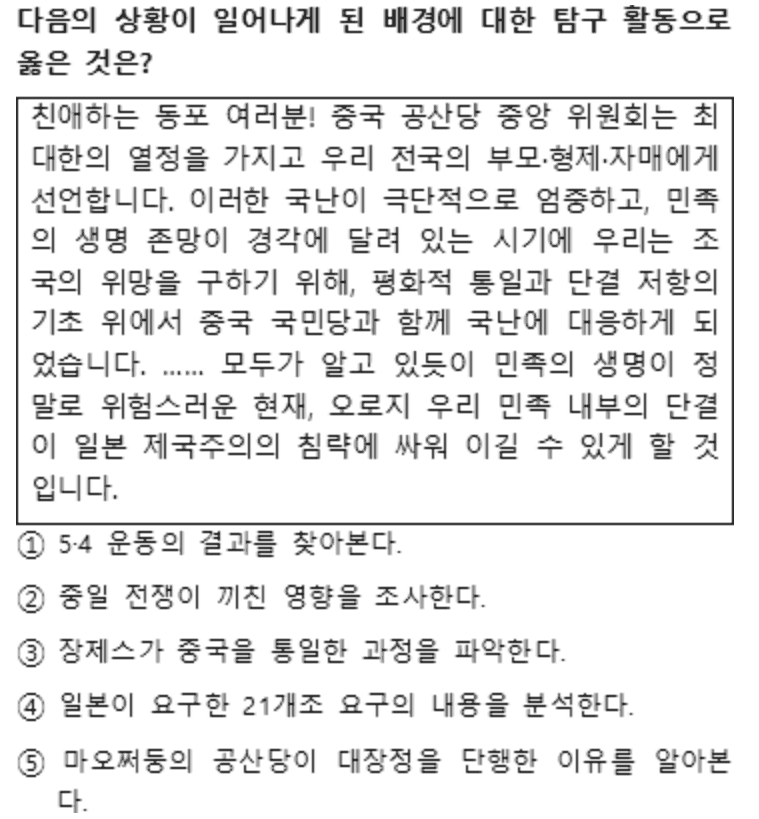 다음의 상황이 일어나게 된 배경에 대한 탐구 활동으로
옳은 것은?
친애하는 동포 여러분! 중국 공산당 중앙 위원회는 최
대한의 열정을 가지고 우리 전국의 부모·형제·자매에게
선언합니다. 이러한 국난이 극단적으로 엄중하고, 민족
의 생명 존망이 경각에 달려 있는 시기에 우리는 조
국의 위망을 구하기 위해, 평화적 통일과 단결 저항의
기초 위에서 중국 국민당과 함께 국난에 대응하게 되
었습니다. …… 모두가 알고 있듯이 민족의 생명이 정
말로 위험스러운 현재, 오로지 우리 민족 내부의 단결
이 일본 제국주의의 침략에 싸워 이길 수 있게 할 것
입니다.
① 5·4 운동의 결과를 찾아본다.
② 중일 전쟁이 끼친 영향을 조사한다.
③ 장제스가 중국을 통일한 과정을 파악한다.
④ 일본이 요구한 21개조 요구의 내용을 분석한다.
⑤ 마오쩌둥의 공산당이 대장정을 단행한 이유를 알아본
다.